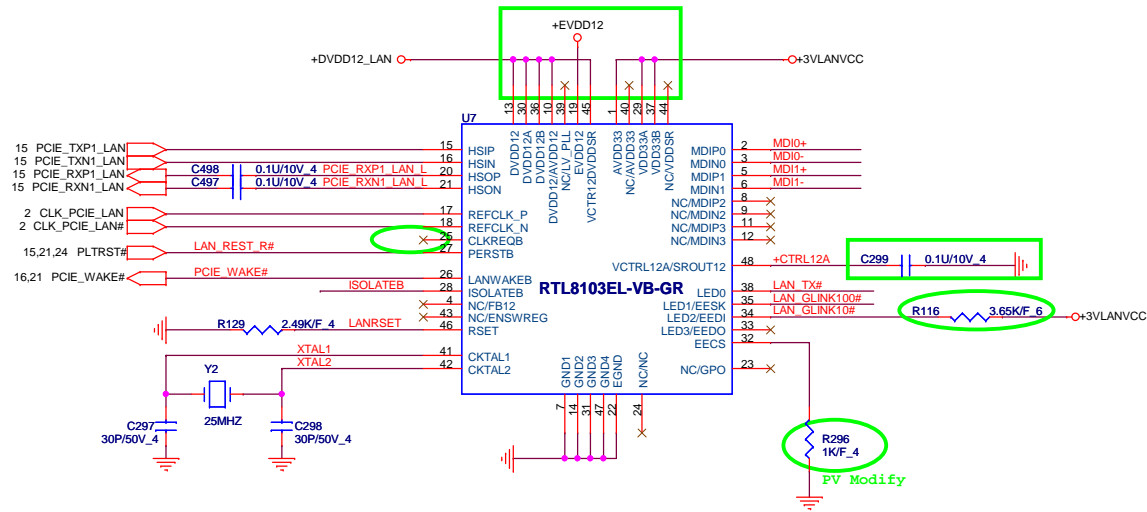 +EVDD12
+DVDD12_LAN
+3VLANVCC
13 30 36 10 39 19 45 1 40 29 37 44
U7
DVDD12
DVDD12A
DVDD12B
DVDD12/AVDD12
NC/LV_PLL
EVDD12
VCTR12DVDDSR
AVDD33
NC/AVDD33
VDD33A
VDD33B
NC/VDDSR
15 PCIE_TXP1_LAN 15 HSIP
15 PCIE_TXN1_LAN 16 HSIN
15 PCIE_RXP1_LAN C498 0.1U/10V_4 PCIE_RXP1_LAN_L 20 HSOP
15 PCIE_RXN1_LAN C497 0.1U/10V_4 PCIE_RXN1_LAN_L 21 HSON
2 CLK_PCIE_LAN 17 REFCLK_P
2 CLK_PCIE_LAN# 18 REFCLK_N
25 CLKREQB
15,21,24 PLTRST# LAN_REST_R# 27 PERSTB
16,21 PCIE_WAKE# PCIE_WAKE# 26 LANWAKEB
ISOLATEB 28 ISOLATEB
4 NC/FB12
43 NC/ENSWREG
R129 2.49K/F_4 LANRSET 46 RSET
XTAL1 41 CKTAL1
XTAL2 42 CKTAL2
Y2
25MHZ
C297
30P/50V_4
C298
30P/50V_4
RTL8103EL-VB-GR
MDIP0 2 MDI0+
MDIN0 3 MDI0-
MDIP1 5 MDI1+
MDIN1 6 MDI1-
NC/MDIP2 8
NC/MDIN2 9
NC/MDIP3 11
NC/MDIN3 12
VCTRL12A/SROUT12 48 +CTRL12A C299 0.1U/10V_4
LED0 38 LAN_TX#
LED1/EESK 35 LAN_GLINK100#
LED2/EEDI 34 LAN_GLINK10# R116 3.65K/F_6 +3VLANVCC
LED3/EEDO 33
EECS 32
NC/GPO 23
GND1
GND2
GND3
GND4
EGND
NC/NC
7 14 31 47 22 24
R296
1K/F_4
PV Modify